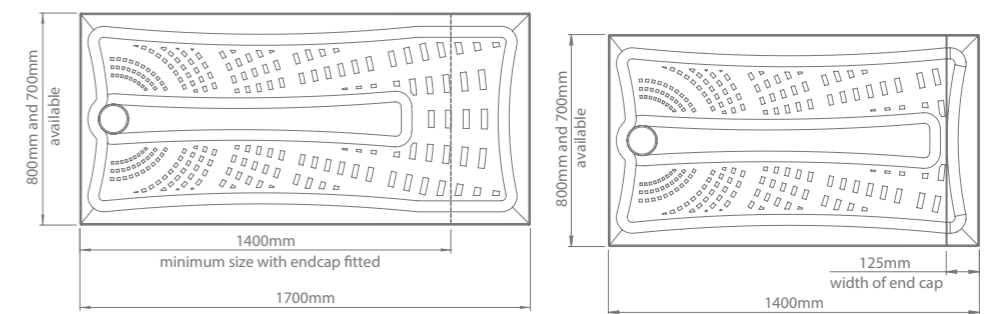 800mm and 700mm
available
1400mm
minimum size with endcap fitted
1700mm
800mm and 700mm
available
125mm
width of end cap
1400mm